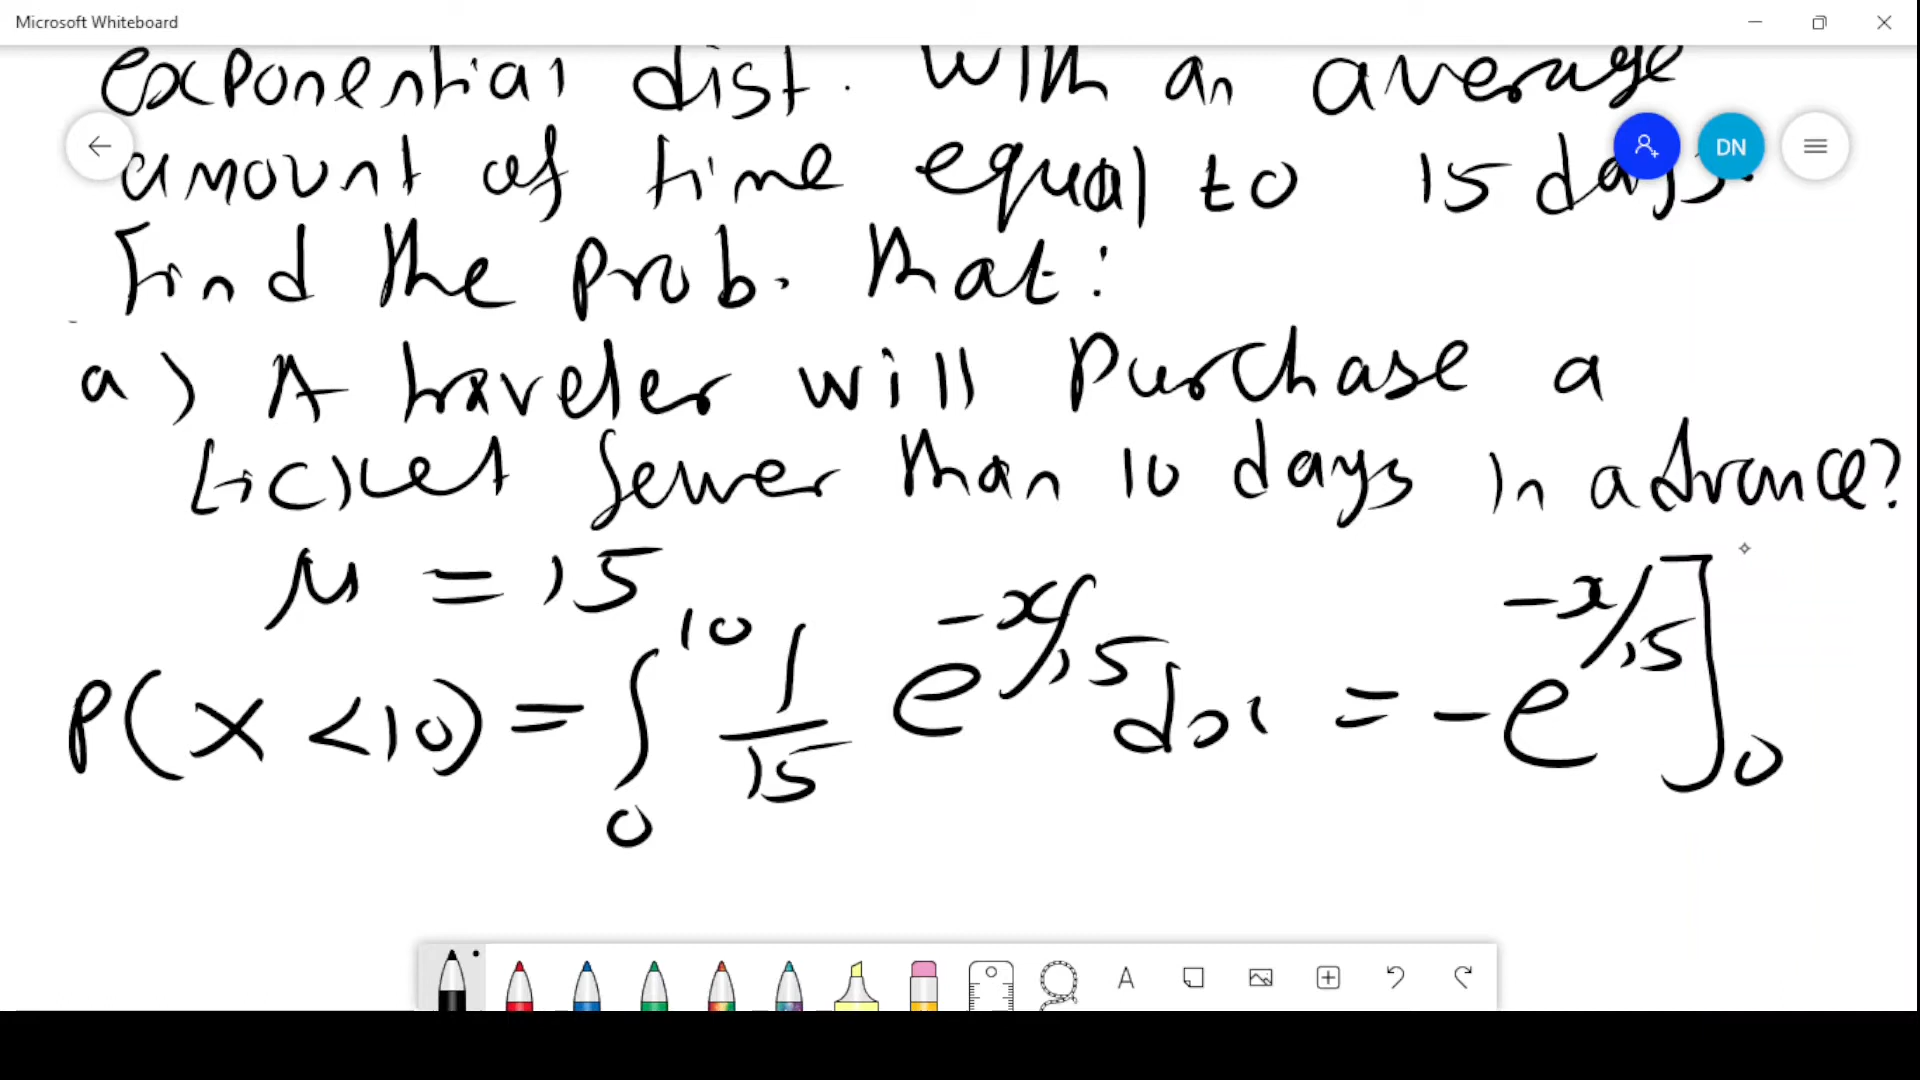 Microsoft Whiteboard
exponential dist. with an average
amount of time equal to 15 days.
DN
Find the prob. that:
a) A traveler will purchase a
ticket fewer than 10 days in advance?
μ = 15
P(x<10) = ∫₀¹⁰ 1/15 e^(-x/15) dx = -e^(-x/15)]₀
A